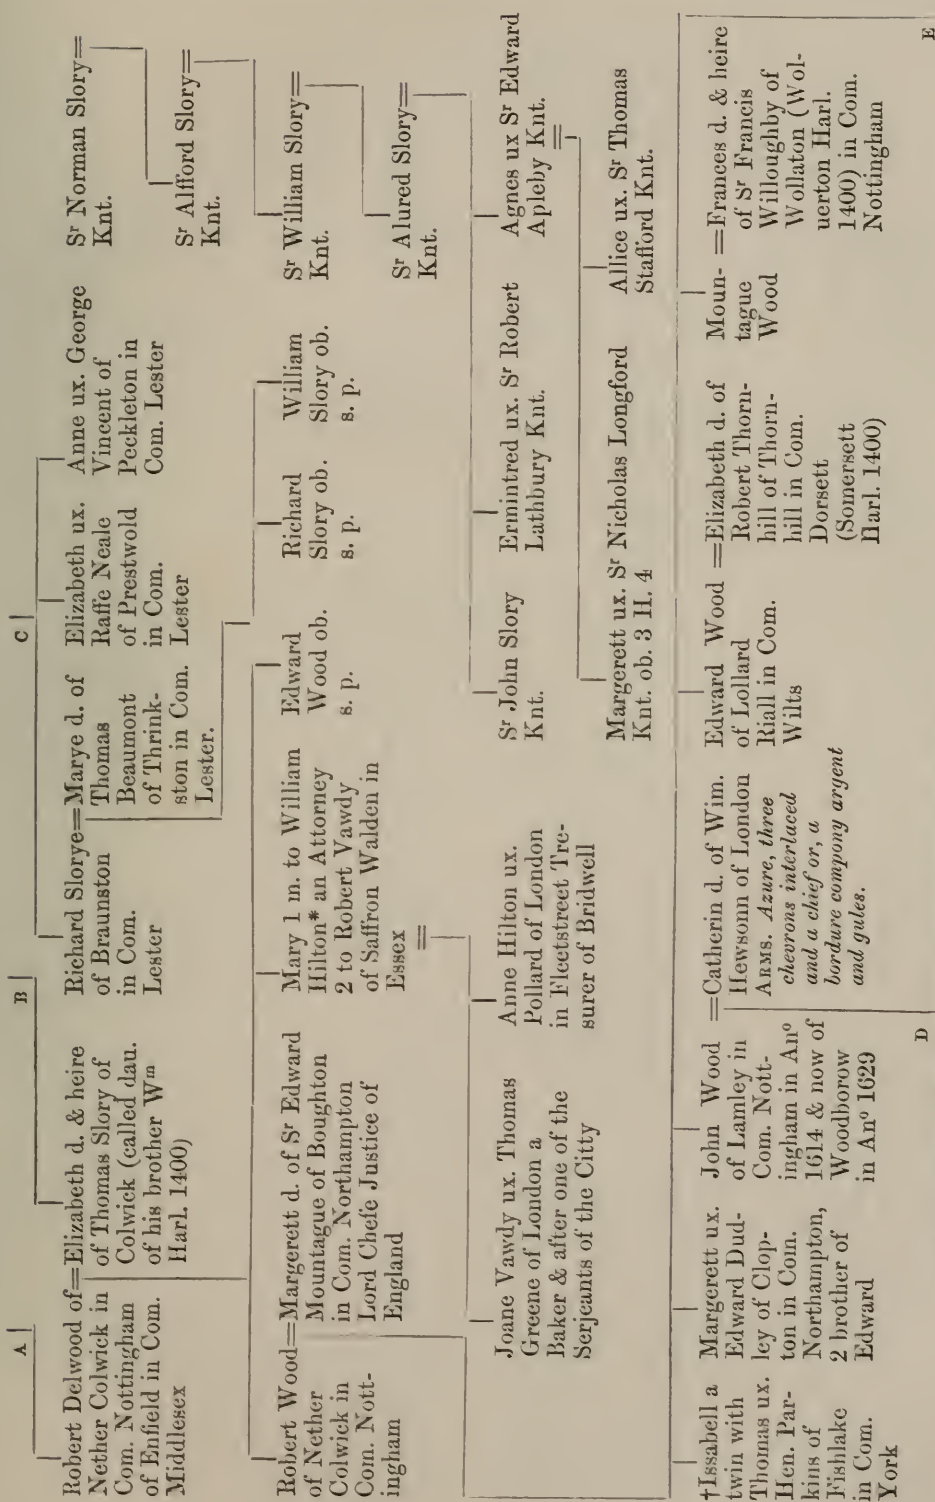 A
B
C
Robert Delwood of=Elizabeth d. & heire
Nether Colwick in
Com. Nottingham
of Enfield in Com.
Middlesex
of Thomas Slory of
Colwick (called dau.
of his brother Wm
Harl. 1400)
Richard Slorye=Marye d. of
of Braunston
in Com.
Lester
Thomas
Beaumont
of Thrink-
ston in Com.
Lester.
Elizabeth ux.
Raffe Neale
of Prestwold
in Com.
Lester
Anne ux. George
Vincent of
Peckleton in
Com. Lester
Sr Norman Slory=
Knt.
Sr Allfford Slory=
Knt.
Robert Wood=Margerett d. of Sr Edward
of Nether
Colwick in
Com. Nott-
ingham
Mountague of Boughton
in Com. Northampton
Lord Chefe Justice of
England
Mary 1 m. to William
Hilton* an Attorney
2 to Robert Vawdy
of Saffron Walden in
Essex
=
Edward
Wood ob.
s. p.
Richard
Slory ob.
s. p.
William
Slory ob.
s. p.
Sr William Slory=
Knt.
Sr Alured Slory=
Knt.
Joane Vawdy ux. Thomas
Greene of London a
Baker & after one of the
Serjeants of the Citty
Anne Hilton ux.
Pollard of London
in Fleetstreet Tre-
surer of Bridwell
Sr John Slory
Knt.
Ermintred ux. Sr Robert
Lathbury Knt.
Agnes ux Sr Edward
Apleby Knt.
=
Margerett ux. Sr Nicholas Longford
Knt. ob. 3 H. 4
Allice ux. Sr Thomas
Stafford Knt.
†Issabell a
twin with
Thomas ux.
Hen. Par-
kins of
Fishlake
in Com.
York
Margerett ux.
Edward Dud-
ley of Clop-
ton in Com.
Northampton,
2 brother of
Edward
John Wood =Catherin d. of Wim.
of Lamley in
Com. Nott-
ingham in Ano
1614 & now of
Woodborow
in Ano 1629
Hewsonn of London
ARMS. Azure, three
chevrons interlaced
and a chief or, a
bordure compony argent
and gules.
Edward Wood =Elizabeth d. of
of Lollard
Riall in Com.
Wilts
Robert Thorn-
hill of Thorn-
hill in Com.
Dorsett
(Somersett
Harl. 1400)
Moun-
tague
Wood
=Frances d. & heire
of Sr Francis
Willoughby of
Wollaton (Wol-
uerton Harl.
1400) in Com.
Nottingham
D
E